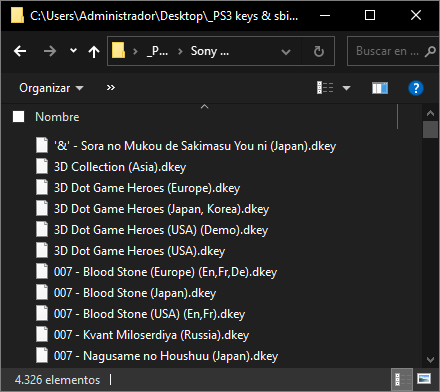 C:\Users\Administrador\Desktop\_PS3 keys & sbi...
_P... Sony ... Buscar en ...
Organizar
Nombre
'&' - Sora no Mukou de Sakimasu You ni (Japan).dkey
3D Collection (Asia).dkey
3D Dot Game Heroes (Europe).dkey
3D Dot Game Heroes (Japan, Korea).dkey
3D Dot Game Heroes (USA) (Demo).dkey
3D Dot Game Heroes (USA).dkey
007 - Blood Stone (Europe) (En,Fr,De).dkey
007 - Blood Stone (Japan).dkey
007 - Blood Stone (USA) (En,Fr).dkey
007 - Kvant Miloserdiya (Russia).dkey
007 - Nagusame no Houshuu (Japan).dkey
4.326 elementos